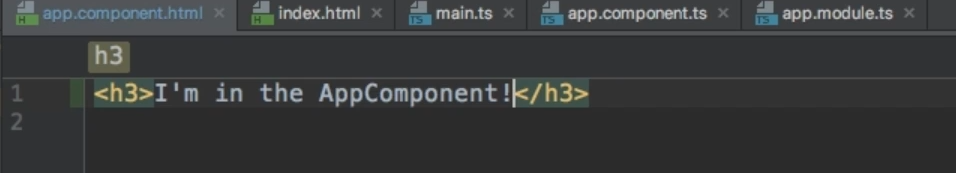 app.component.html × index.html × main.ts × app.component.ts × app.module.ts ×
h3
1 <h3>I'm in the AppComponent!</h3>
2